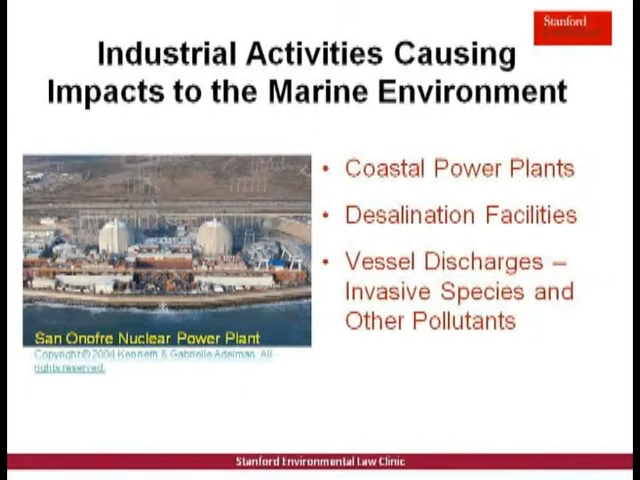 Stanford
Industrial Activities Causing
Impacts to the Marine Environment
• Coastal Power Plants
• Desalination Facilities
• Vessel Discharges –
Invasive Species and
Other Pollutants
San Onofre Nuclear Power Plant
Copyright © 2004 Kenneth & Gabrielle Adelman. All
rights reserved.
Stanford Environmental Law Clinic